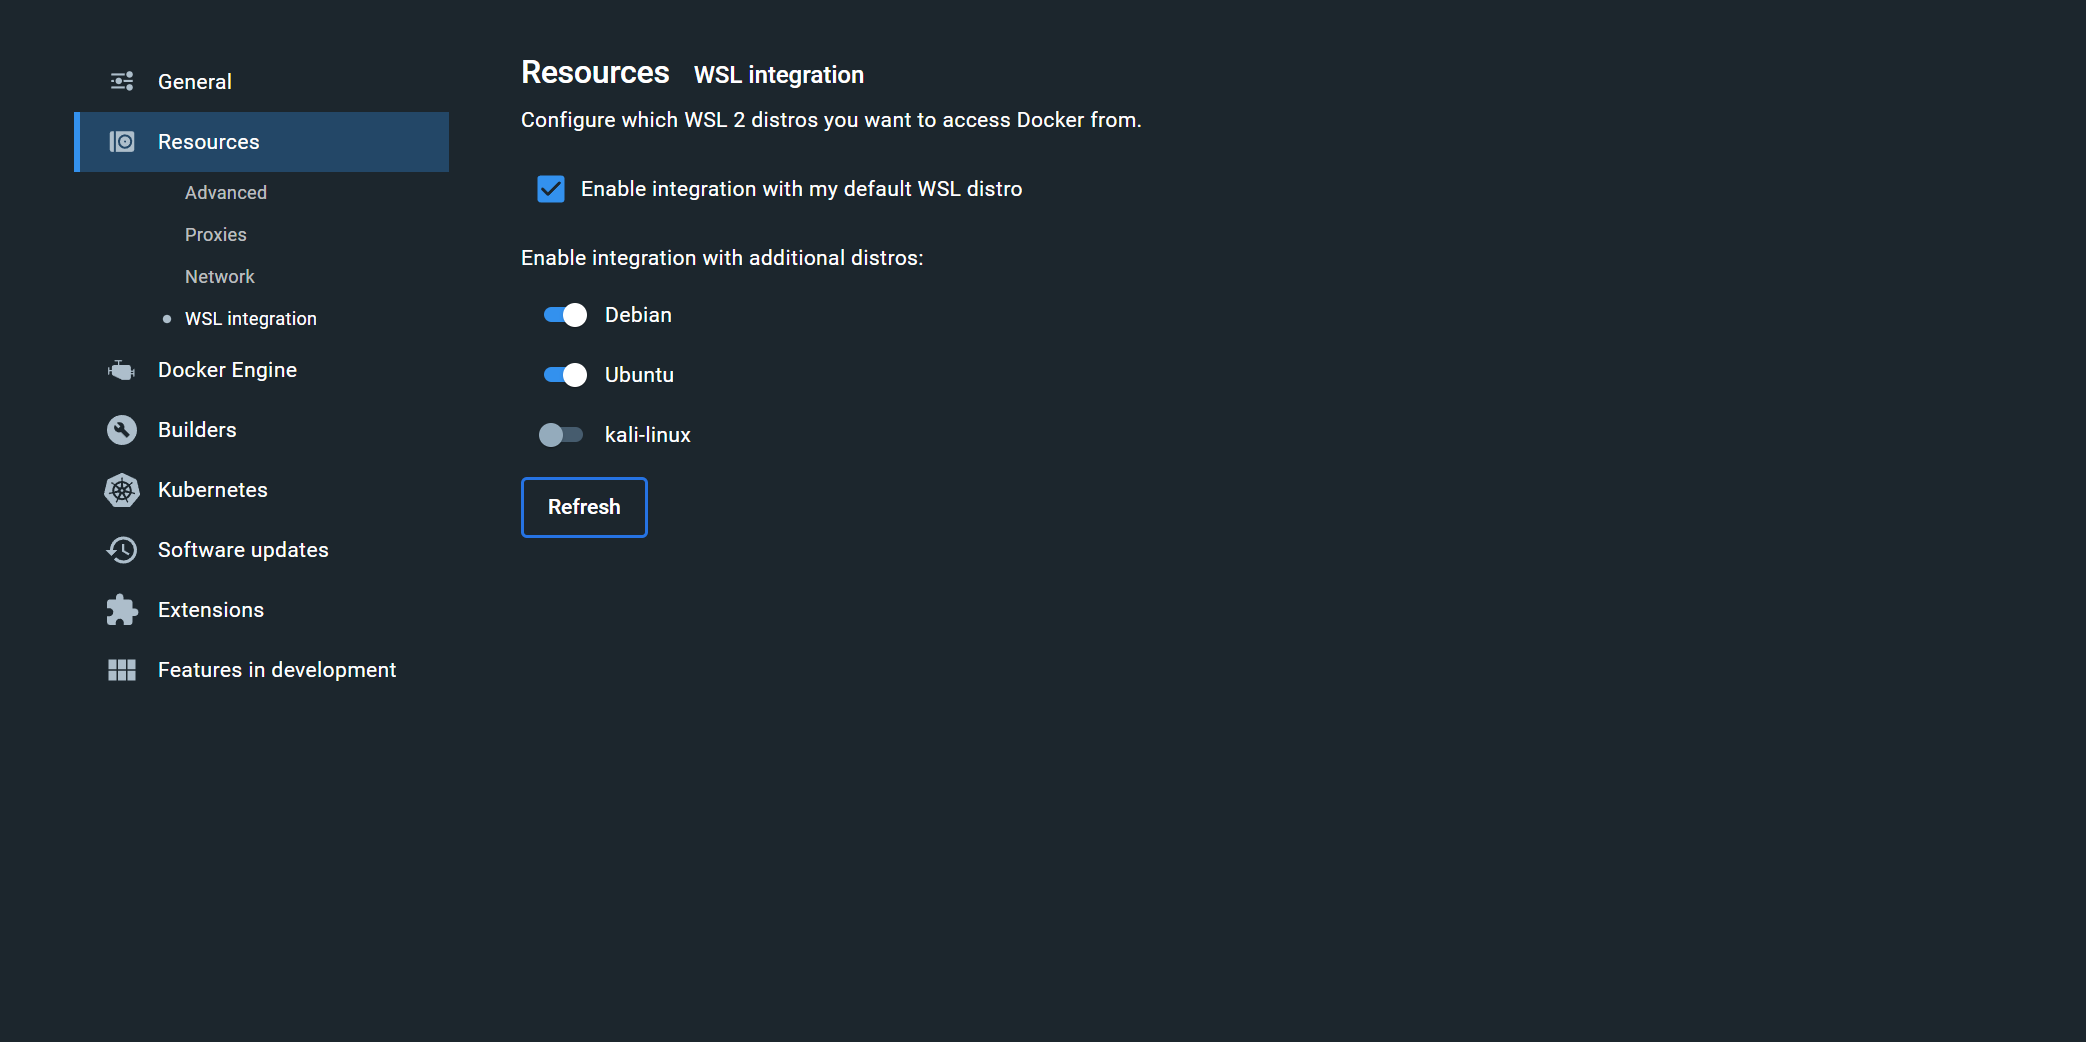 General
Resources
Advanced
Proxies
Network
WSL integration
Docker Engine
Builders
Kubernetes
Software updates
Extensions
Features in development
Resources WSL integration
Configure which WSL 2 distros you want to access Docker from.
Enable integration with my default WSL distro
Enable integration with additional distros:
Debian
Ubuntu
kali-linux
Refresh